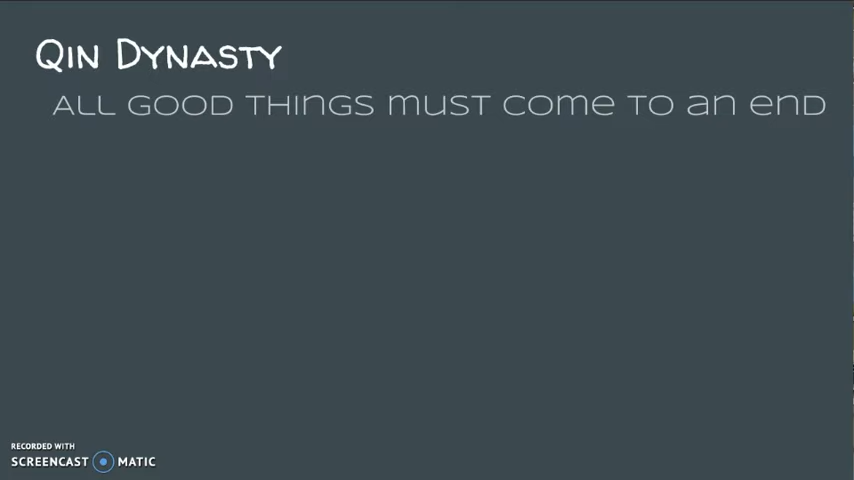 Qin Dynasty
ALL GOOD THINGS MUST COME TO an enD
RECORDED WITH
SCREENCAST MATIC